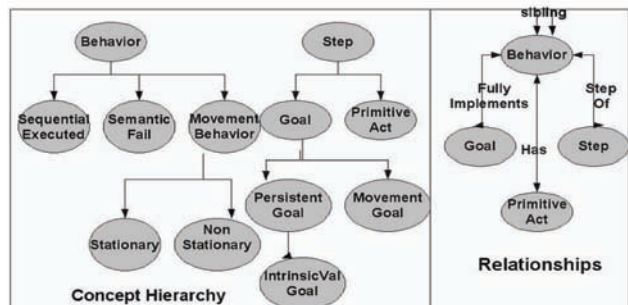 Behavior
Step
Sequential
Executed
Semantic
Fail
Movement
Behavior
Goal
Primitive
Act
Stationary
Non
Stationary
Persistent
Goal
Movement
Goal
IntrinsicVal
Goal
Concept Hierarchy
sibling
Behavior
Fully
Implements
Step
Of
Goal
Has
Step
Primitive
Act
Relationships